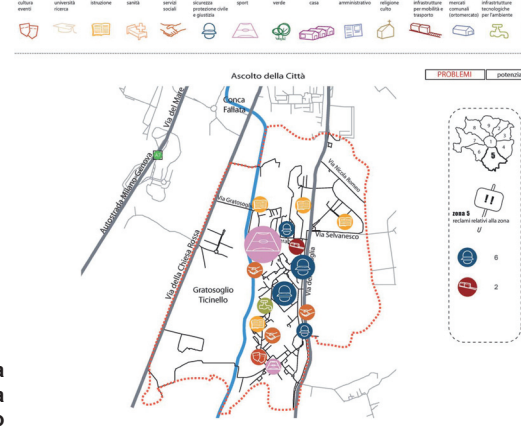 cultura
eventi
università
ricerca
istruzione
sanità
servizi
sociali
sicurezza
protezione civile
e giustizia
sport
verde
casa
amministrativo
religione
culto
infrastrutture
per mobilità e
trasporto
mercati
comunali
(ortomercato)
infrastrutture
tecnologiche
per l'ambiente
Ascolto della Città
PROBLEMI
potenzia
Conca
Fallata
Via del Mare
Autostrada Milano-Genova
Via della Chiesa Rossa
Via Gratosoglio
Via Nicola Romeo
Via Selvanesco
Gratosoglio
Ticinello
5
!!
zona 5
reclami relativi alla zona
6
2
a
a
o